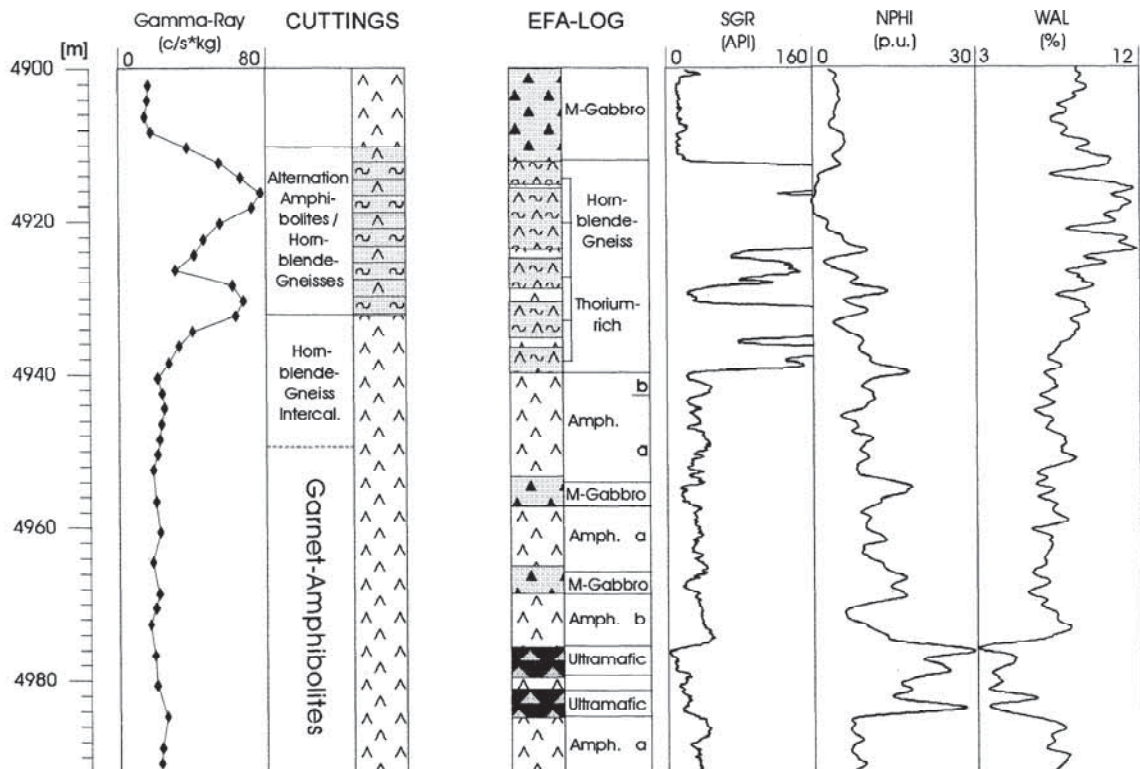 Gamma-Ray
(c/s*kg)
CUTTINGS
EFA-LOG
SGR
(API)
NPHI
(p.u.)
WAL
(%)
[m]
0 80
0 160
0 30
3 12
4900
4920
4940
4960
4980
Alternation
Amphi-
bolites /
Horn-
blende-
Gneisses
Horn-
blende-
Gneiss
Intercal.
Garnet-Amphibolites
M-Gabbro
Horn-
blende-
Gneiss
Thorium-
rich
b
Amph.
a
M-Gabbro
Amph. a
M-Gabbro
Amph. b
Ultramafic
Ultramafic
Amph. a